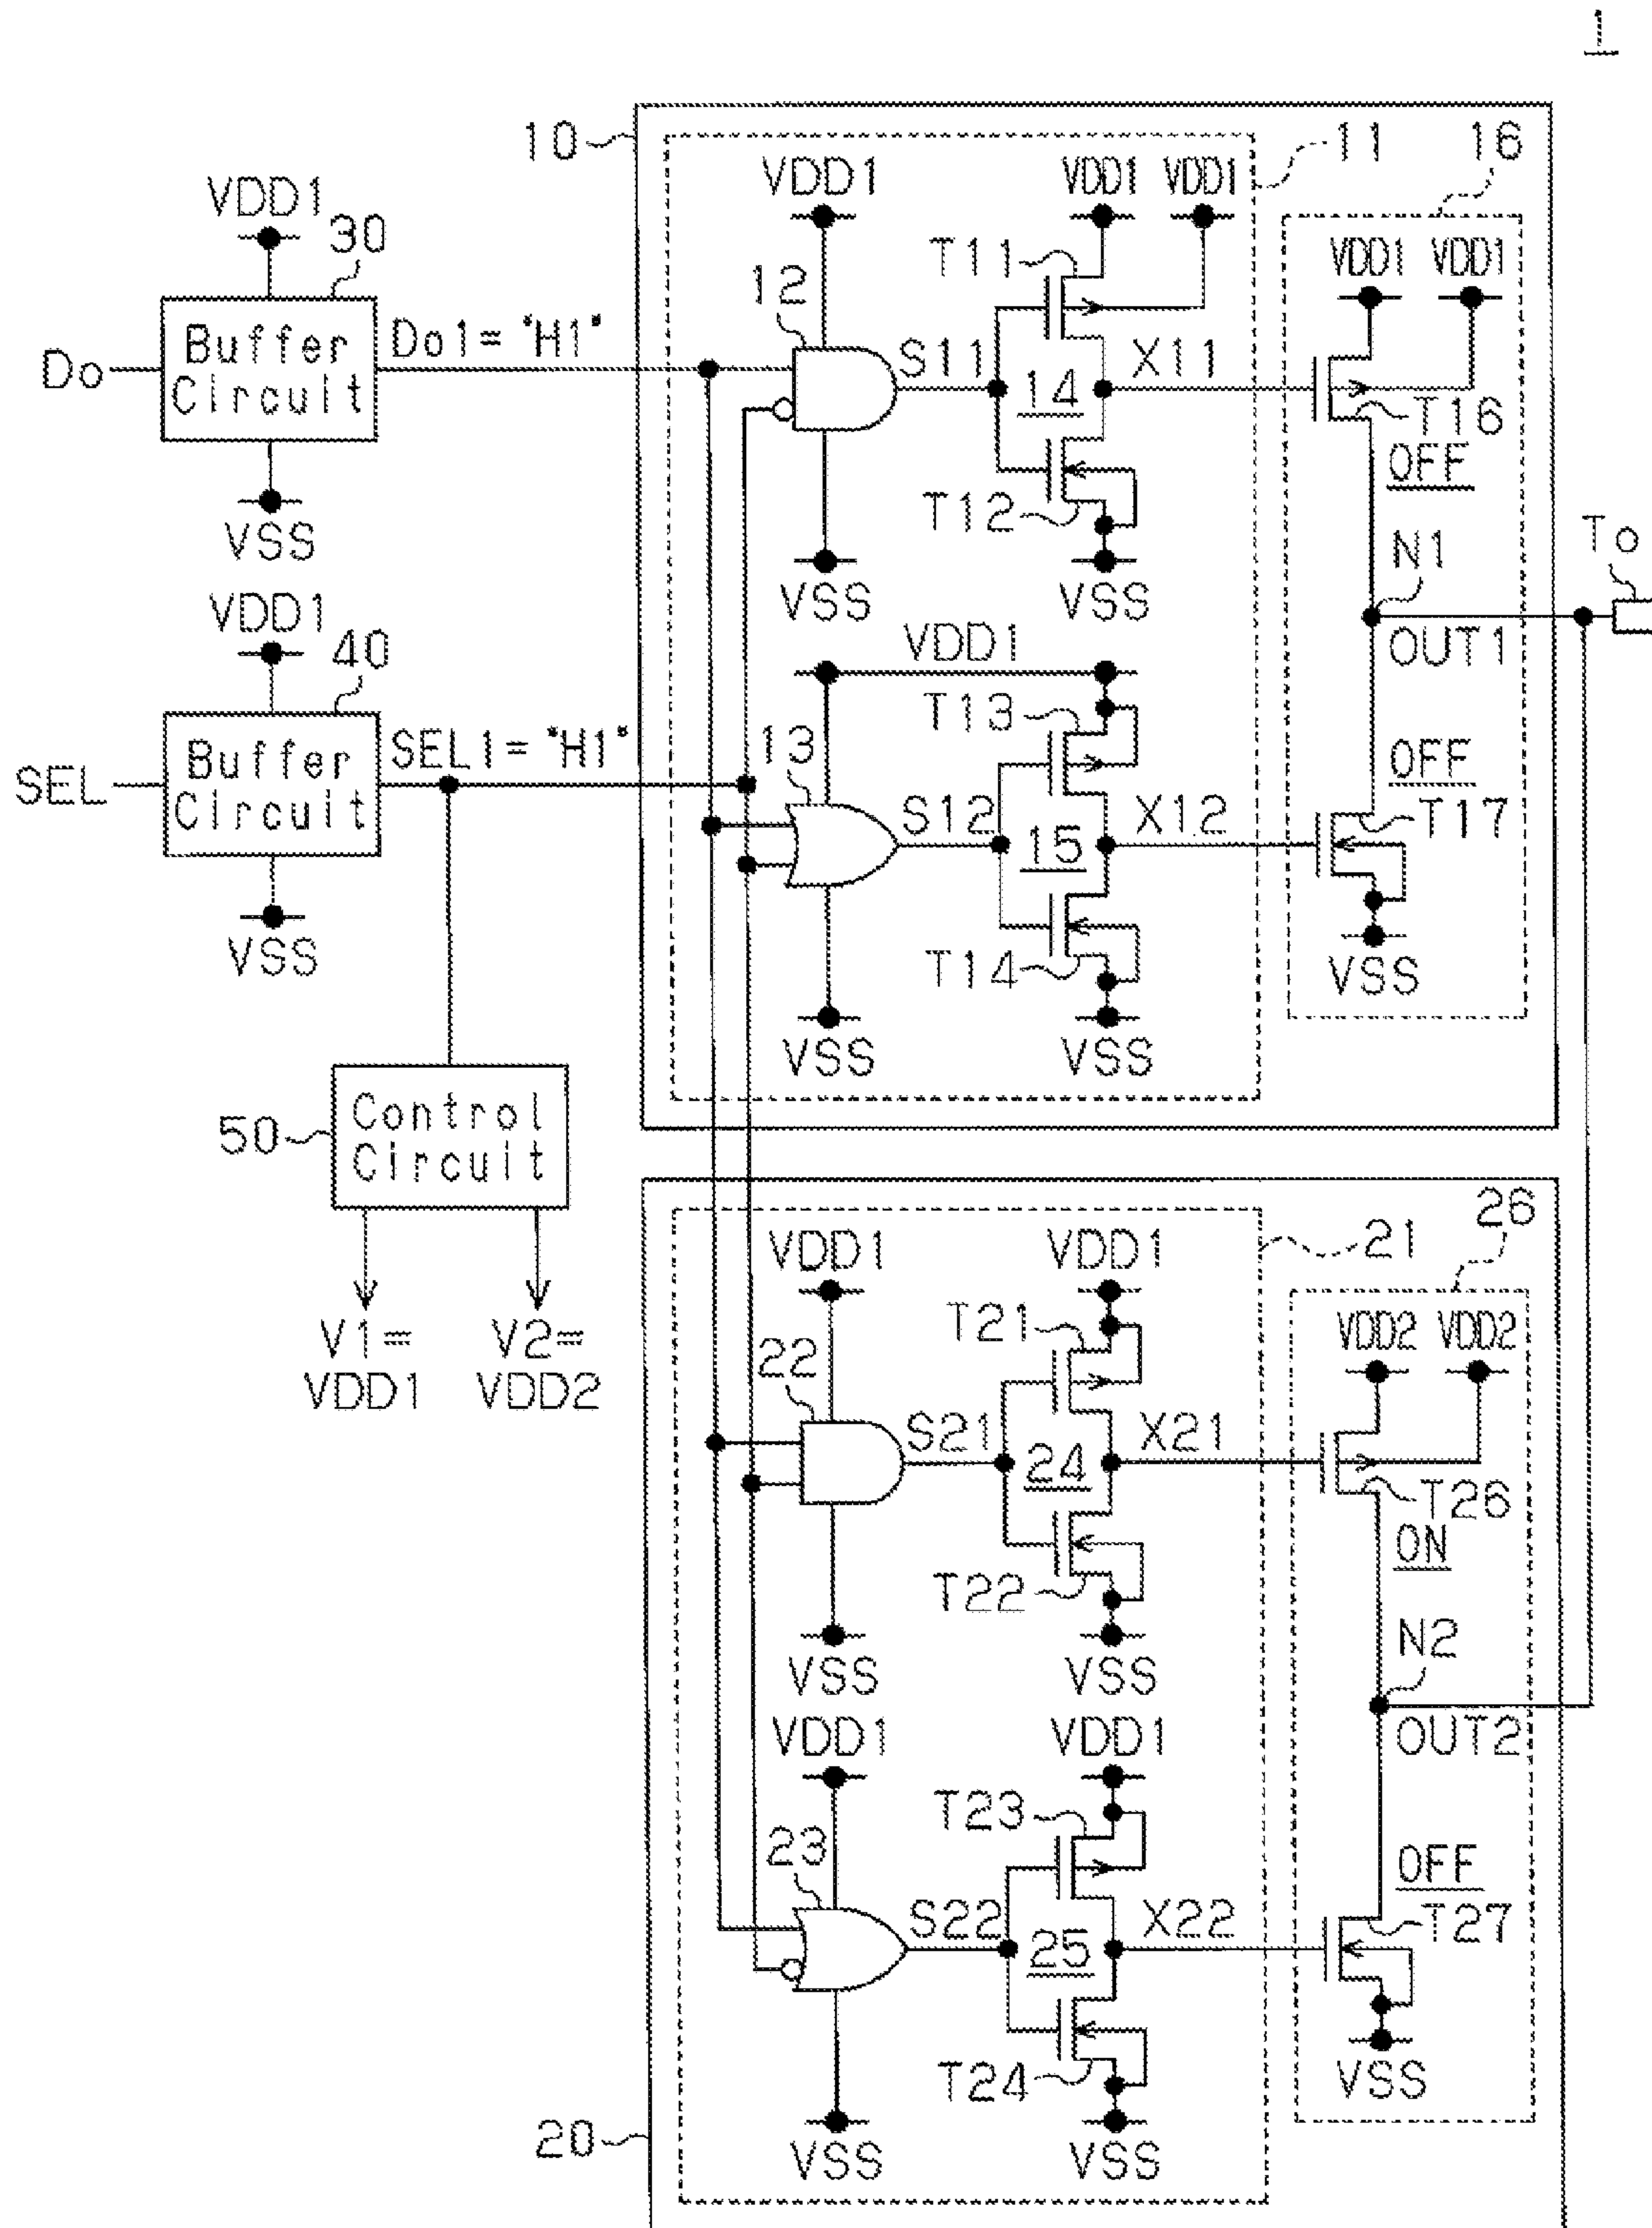 1
10
11
16
VDD1
30
Buffer
Circuit
Do
Do1="H1"
VSS
VDD1
40
Buffer
Circuit
SEL
SEL1="H1"
VSS
50
Control
Circuit
V1=
VDD1
V2=
VDD2
VDD1
VDD1
VDD1
T11
12
S11
14
X11
T12
VSS
VSS
VDD1
T13
13
S12
15
X12
T14
VSS
VSS
VDD1
VDD1
T16
OFF
N1
OUT1
To
OFF
T17
VSS
21
26
VDD1
VDD1
T21
22
S21
24
X21
T22
VSS
VSS
VDD1
VDD1
T23
23
S22
25
X22
T24
VSS
VSS
20
VDD2
VDD2
T26
ON
N2
OUT2
OFF
T27
VSS